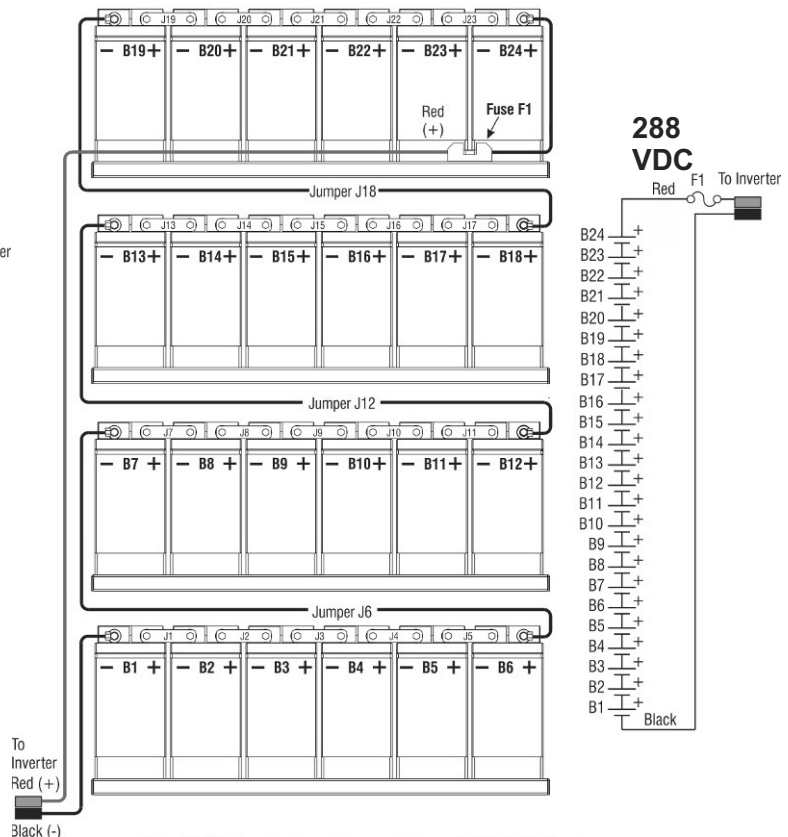 J19 J20 J21 J22 J23
− B19+ − B20+ − B21+ − B22+ − B23+ − B24+
Red
(+)
Fuse F1
Jumper J18
J13 J14 J15 J16 J17
− B13+ − B14+ − B15+ − B16+ − B17+ − B18+
Jumper J12
J7 J8 J9 J10 J11
− B7 + − B8 + − B9 + − B10+ − B11+ − B12+
Jumper J6
J1 J2 J3 J4 J5
− B1 + − B2 + − B3 + − B4 + − B5 + − B6 +
To
Inverter
Red (+)
Black (-)
er
288
VDC
Red F1 To Inverter
B24 +
B23 +
B22 +
B21 +
B20 +
B19 +
B18 +
B17 +
B16 +
B15 +
B14 +
B13 +
B12 +
B11 +
B10 +
B9 +
B8 +
B7 +
B6 +
B5 +
B4 +
B3 +
B2 +
B1 +
Black